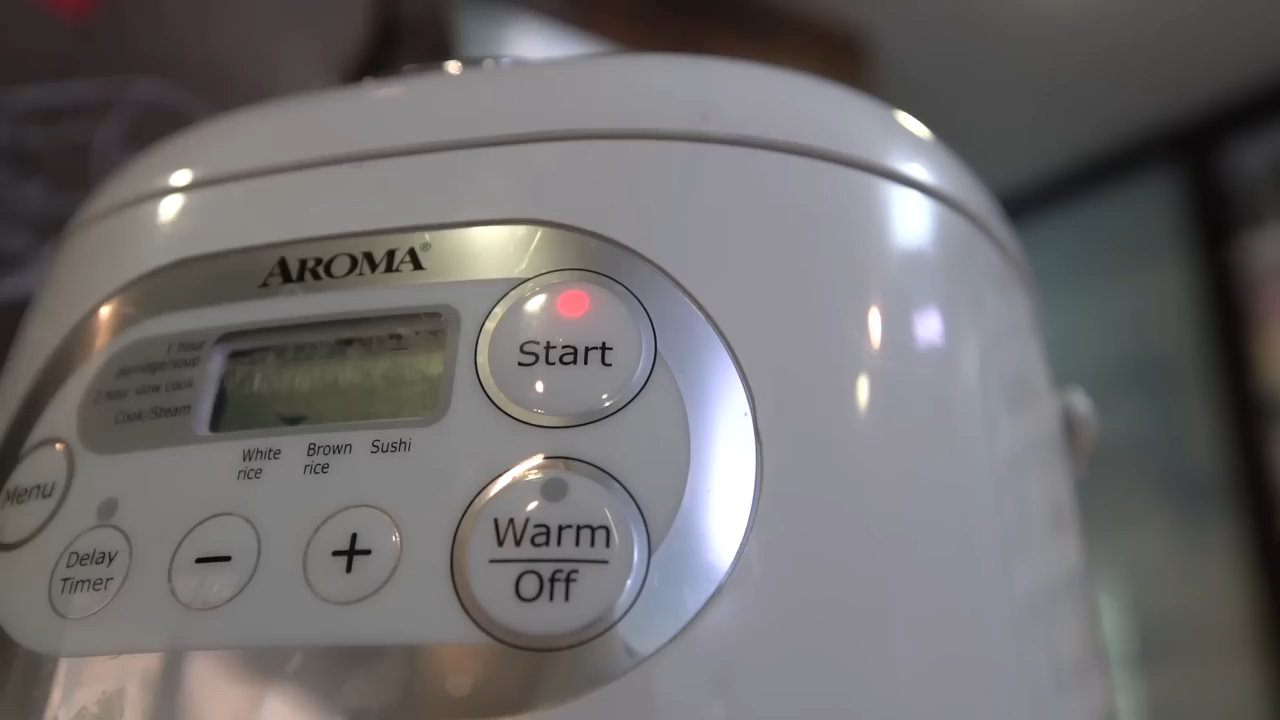 AROMA®
1 hour
porridge/soup
2 hour slow cook
Cook/Steam
Start
White
rice
Brown
rice
Sushi
Menu
Delay
Timer
−
+
Warm
Off